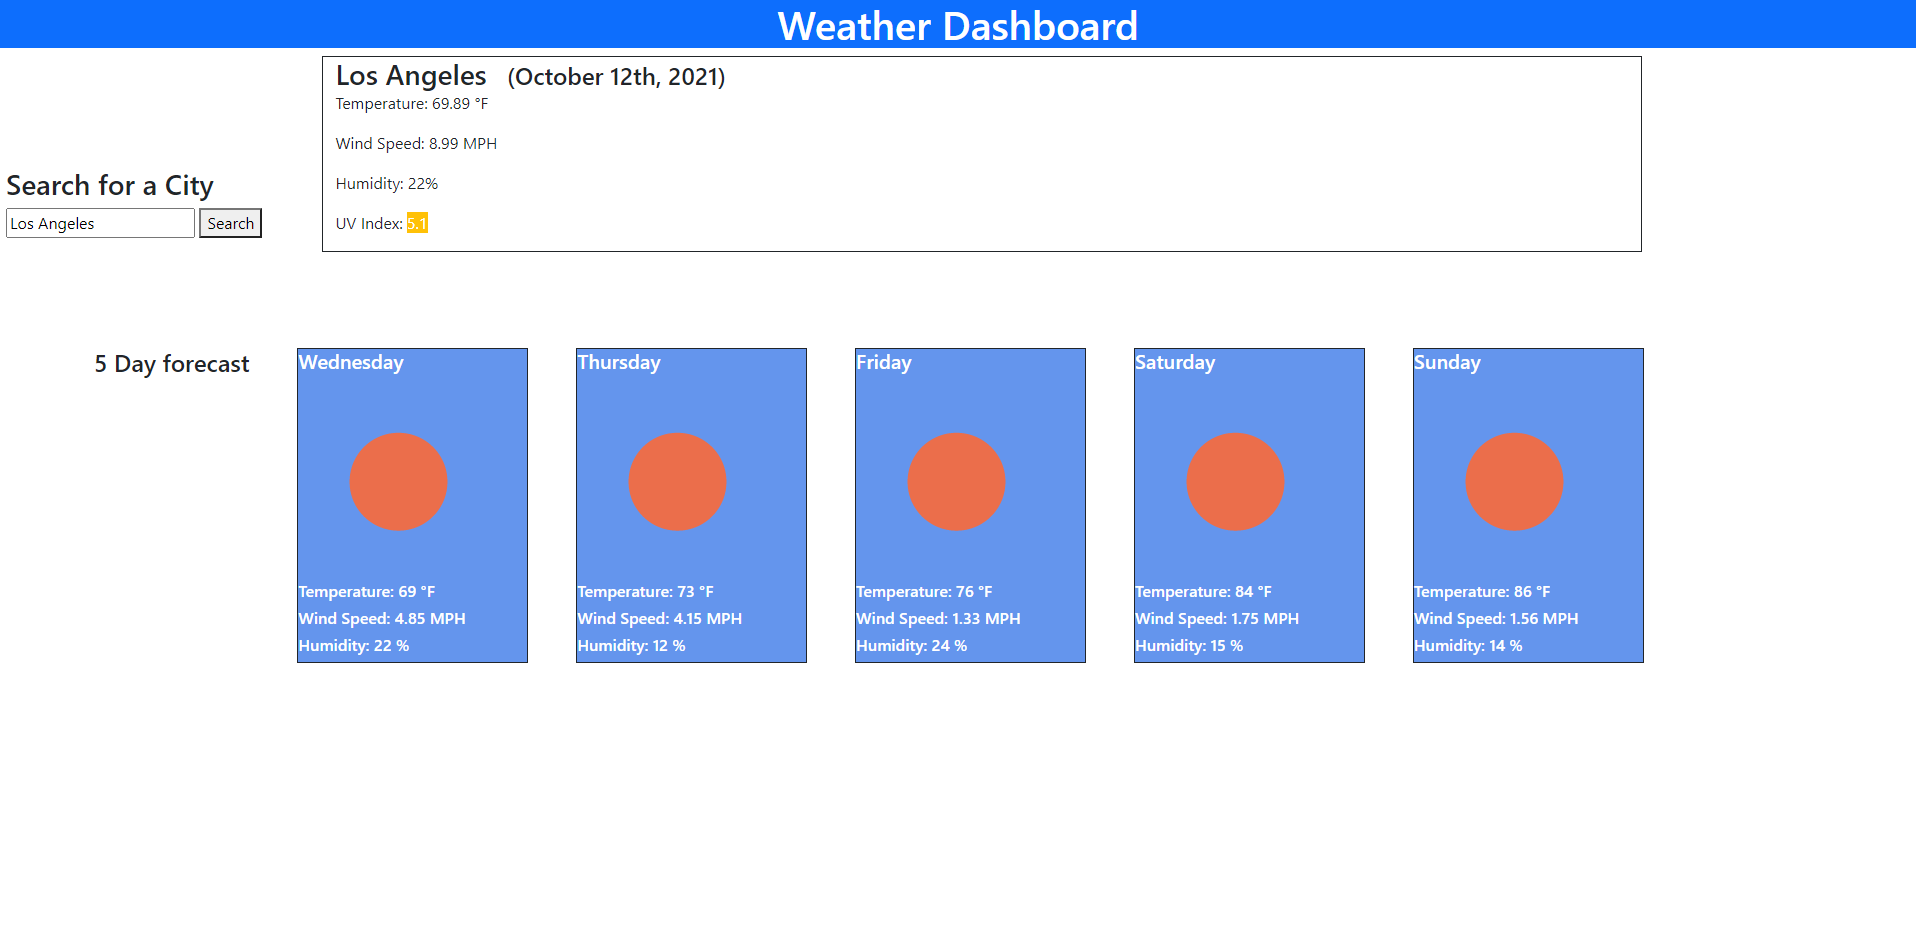 Weather Dashboard
Search for a City
Los Angeles Search
Los Angeles (October 12th, 2021)
Temperature: 69.89 °F
Wind Speed: 8.99 MPH
Humidity: 22%
UV Index: 5.1
5 Day forecast
Wednesday
Temperature: 69 °F
Wind Speed: 4.85 MPH
Humidity: 22 %
Thursday
Temperature: 73 °F
Wind Speed: 4.15 MPH
Humidity: 12 %
Friday
Temperature: 76 °F
Wind Speed: 1.33 MPH
Humidity: 24 %
Saturday
Temperature: 84 °F
Wind Speed: 1.75 MPH
Humidity: 15 %
Sunday
Temperature: 86 °F
Wind Speed: 1.56 MPH
Humidity: 14 %